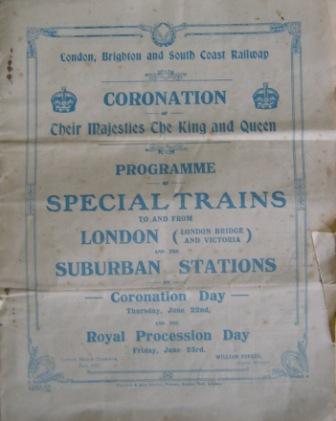 London, Brighton and South Coast Railway
CORONATION
OF
Their Majesties The King and Queen
PROGRAMME
OF
SPECIAL TRAINS
TO AND FROM
LONDON (LONDON BRIDGE AND VICTORIA)
AND THE
SUBURBAN STATIONS
ON
Coronation Day
Thursday, June 22nd,
AND THE
Royal Procession Day
Friday, June 23rd.
WILLIAM FORBES,